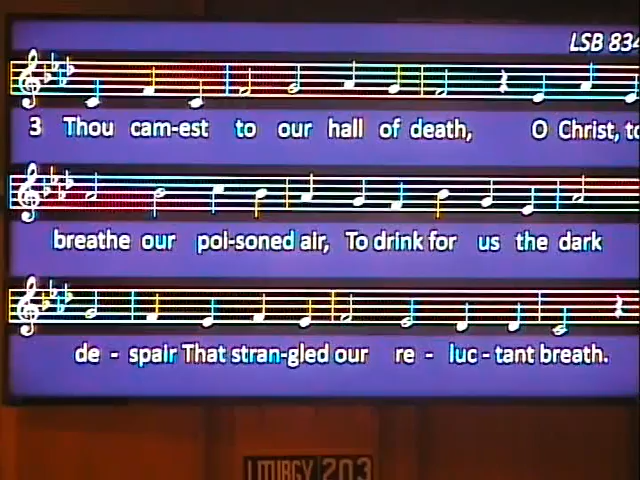 LSB 834
3 Thou cam-est to our hall of death, O Christ, to
breathe our poi-soned air, To drink for us the dark
de - spair That stran-gled our re - luc - tant breath.
LITURGY 203